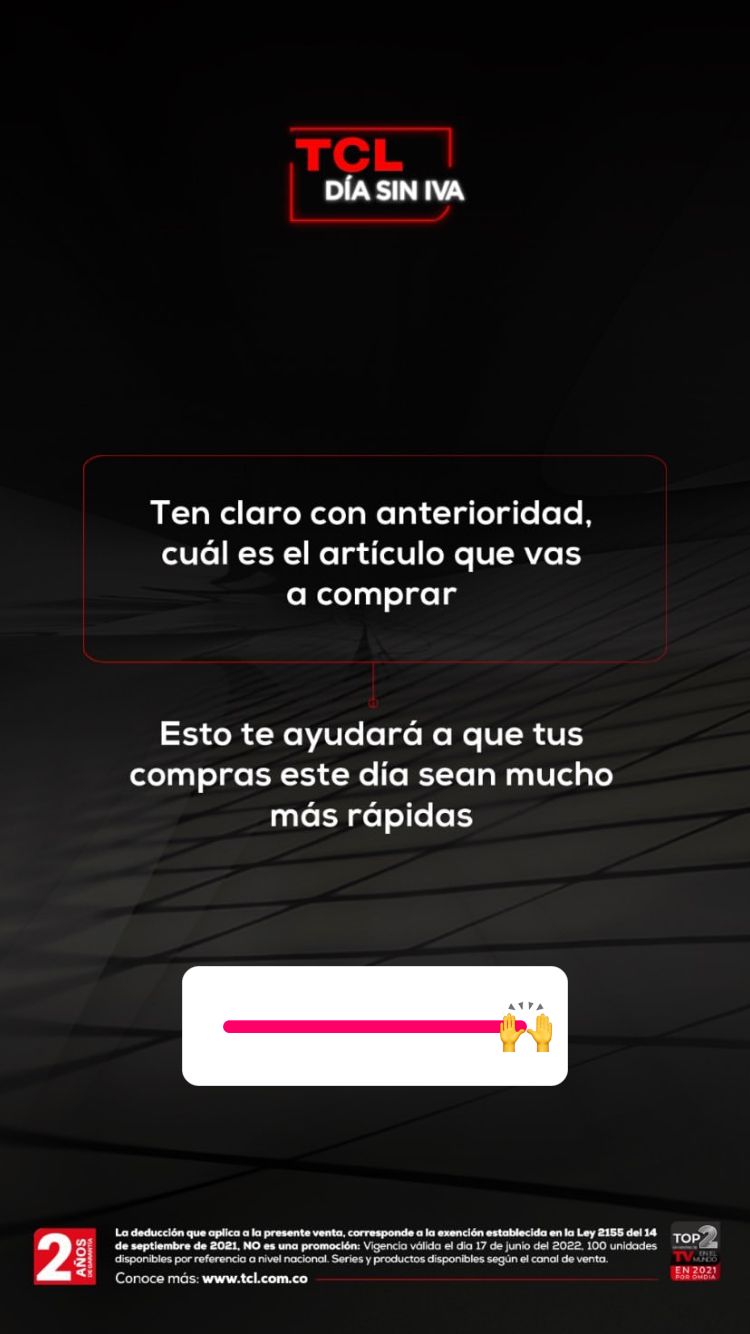 TCL
DÍA SIN IVA
Ten claro con anterioridad,
cuál es el artículo que vas
a comprar
Esto te ayudará a que tus
compras este día sean mucho
más rápidas
2 AÑOS
DE GARANTÍA
La deducción que aplica a la presente venta, corresponde a la exención establecida en la Ley 2155 del 14
de septiembre de 2021, NO es una promoción: Vigencia válida el dia 17 de junio del 2022, 100 unidades
disponibles por referencia a nivel nacional. Series y productos disponibles según el canal de venta.
Conoce más: www.tcl.com.co
TOP 2
TV EN EL
MUNDO
EN 2021
POR OMDIA